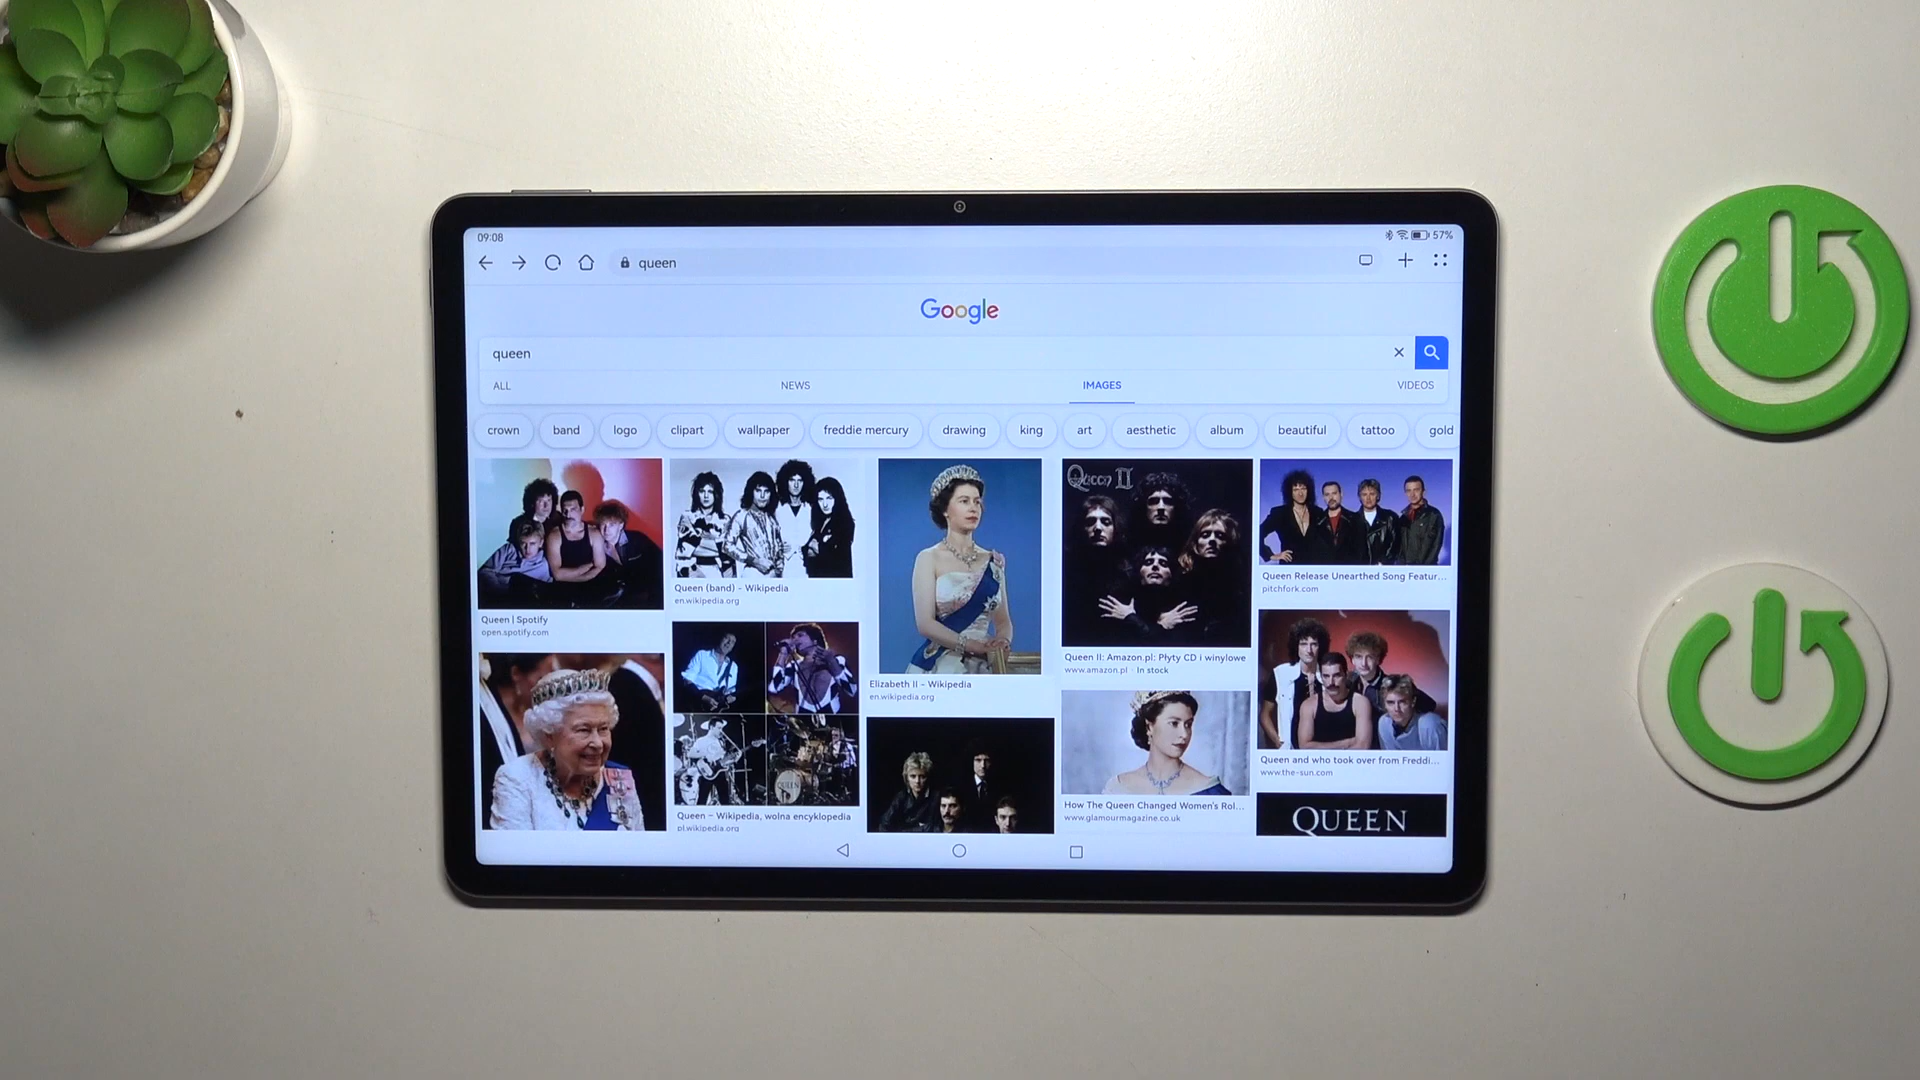 09:08
57%
queen
Google
queen
ALL NEWS IMAGES VIDEOS
crown band logo clipart wallpaper freddie mercury drawing king art aesthetic album beautiful tattoo gold
Queen | Spotify
open.spotify.com
Queen (band) - Wikipedia
en.wikipedia.org
QUEEN
Queen – Wikipedia, wolna encyklopedia
pl.wikipedia.org
Elizabeth II – Wikipedia
en.wikipedia.org
Queen II
Queen II: Amazon.pl: Płyty CD i winylowe
www.amazon.pl - In stock
How The Queen Changed Women's Rol...
www.glamourmagazine.co.uk
Queen Release Unearthed Song Featur...
pitchfork.com
Queen and who took over from Freddi...
www.the-sun.com
QUEEN